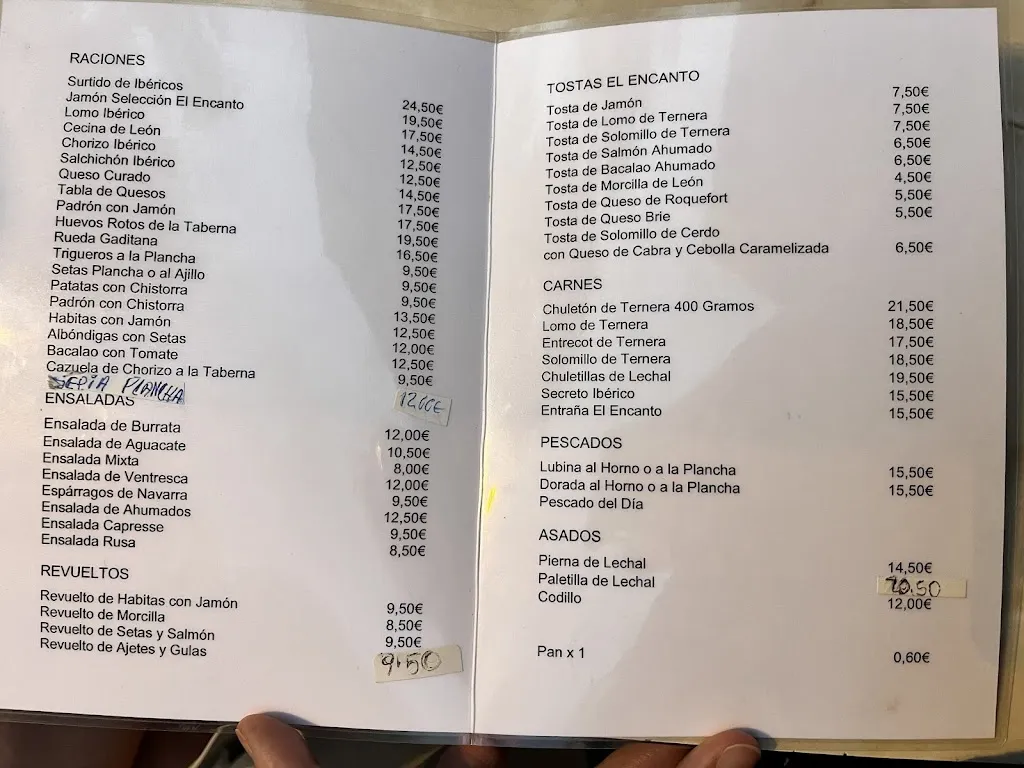 RACIONES
Surtido de Ibéricos 24,50€
Jamón Selección El Encanto 19,50€
Lomo Ibérico 17,50€
Cecina de León 14,50€
Chorizo Ibérico 12,50€
Salchichón Ibérico 12,50€
Queso Curado 14,50€
Tabla de Quesos 17,50€
Padrón con Jamón 17,50€
Huevos Rotos de la Taberna 19,50€
Rueda Gaditana 16,50€
Trigueros a la Plancha 9,50€
Setas Plancha o al Ajillo 9,50€
Patatas con Chistorra 9,50€
Padrón con Chistorra 13,50€
Habitas con Jamón 12,50€
Albóndigas con Setas 12,00€
Bacalao con Tomate 12,50€
Cazuela de Chorizo a la Taberna 9,50€
SEPIA PLANCHA 12,00€
ENSALADAS
Ensalada de Burrata 12,00€
Ensalada de Aguacate 10,50€
Ensalada Mixta 8,00€
Ensalada de Ventresca 12,00€
Espárragos de Navarra 9,50€
Ensalada de Ahumados 12,50€
Ensalada Capresse 9,50€
Ensalada Rusa 8,50€
REVUELTOS
Revuelto de Habitas con Jamón 9,50€
Revuelto de Morcilla 8,50€
Revuelto de Setas y Salmón 9,50€
Revuelto de Ajetes y Gulas 9,50
TOSTAS EL ENCANTO
Tosta de Jamón 7,50€
Tosta de Lomo de Ternera 7,50€
Tosta de Solomillo de Ternera 7,50€
Tosta de Salmón Ahumado 6,50€
Tosta de Bacalao Ahumado 6,50€
Tosta de Morcilla de León 4,50€
Tosta de Queso de Roquefort 5,50€
Tosta de Queso Brie 5,50€
Tosta de Solomillo de Cerdo
con Queso de Cabra y Cebolla Caramelizada 6,50€
CARNES
Chuletón de Ternera 400 Gramos 21,50€
Lomo de Ternera 18,50€
Entrecot de Ternera 17,50€
Solomillo de Ternera 18,50€
Chuletillas de Lechal 19,50€
Secreto Ibérico 15,50€
Entraña El Encanto 15,50€
PESCADOS
Lubina al Horno o a la Plancha 15,50€
Dorada al Horno o a la Plancha 15,50€
Pescado del Día
ASADOS
Pierna de Lechal 14,50€
Paletilla de Lechal
Codillo 12,00€
Pan x 1 0,60€